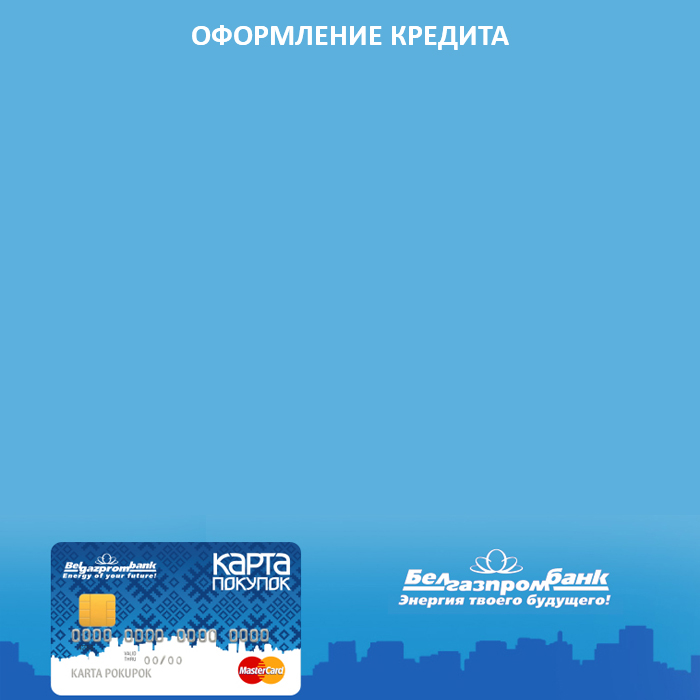 ОФОРМЛЕНИЕ КРЕДИТА
Belgazprombank
Energy of your future!
КАРТА
ПОКУПОК
0000 0000 0000 0000
VALID
THRU 00/00
KARTA POKUPOK
MasterCard
Белгазпромбанк
Энергия твоего будущего!